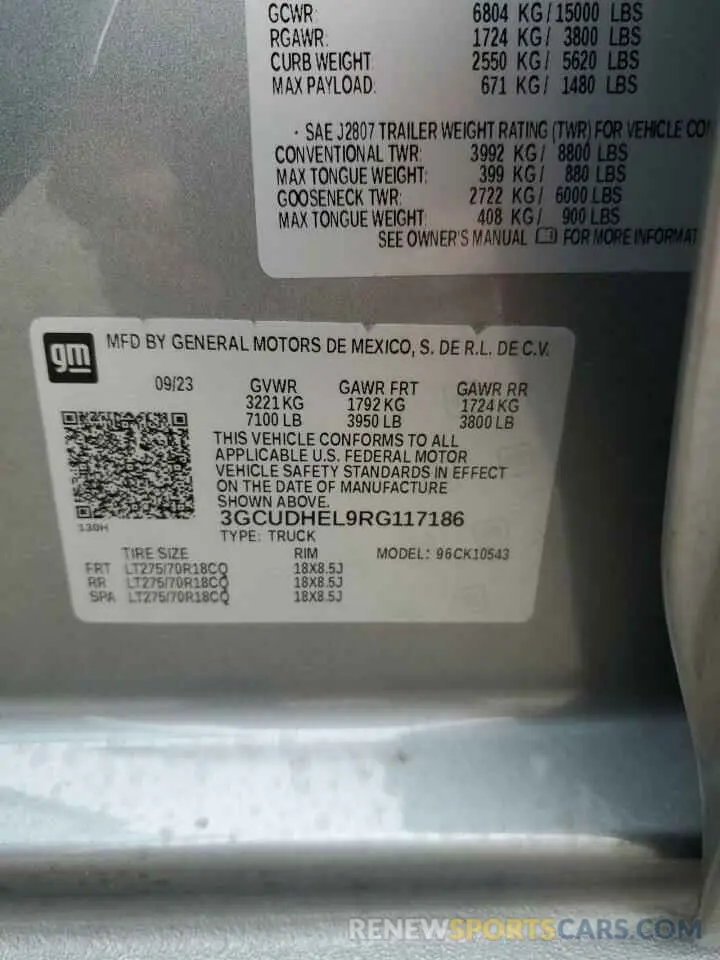 GCWR: 6804 KG/15000 LBS
RGAWR: 1724 KG/ 3800 LBS
CURB WEIGHT: 2550 KG/ 5620 LBS
MAX PAYLOAD: 671 KG/ 1480 LBS
· SAE J2807 TRAILER WEIGHT RATING (TWR) FOR VEHICLE CO
CONVENTIONAL TWR: 3992 KG/ 8800 LBS
MAX TONGUE WEIGHT: 399 KG/ 880 LBS
GOOSENECK TWR: 2722 KG/ 6000 LBS
MAX TONGUE WEIGHT: 408 KG/ 900 LBS
SEE OWNER'S MANUAL FOR MORE INFORMAT
gm MFD BY GENERAL MOTORS DE MEXICO, S. DE R.L. DE C.V.
09/23 GVWR GAWR FRT GAWR RR
3221 KG 1792 KG 1724 KG
7100 LB 3950 LB 3800 LB
THIS VEHICLE CONFORMS TO ALL
APPLICABLE U.S. FEDERAL MOTOR
VEHICLE SAFETY STANDARDS IN EFFECT
ON THE DATE OF MANUFACTURE
SHOWN ABOVE.
3GCUDHEL9RG117186
130H TYPE: TRUCK
TIRE SIZE RIM MODEL: 96CK10543
FRT LT275/70R18CQ 18X8.5J
RR LT275/70R18CQ 18X8.5J
SPA LT275/70R18CQ 18X8.5J
RENEWSPORTSCARS.COM